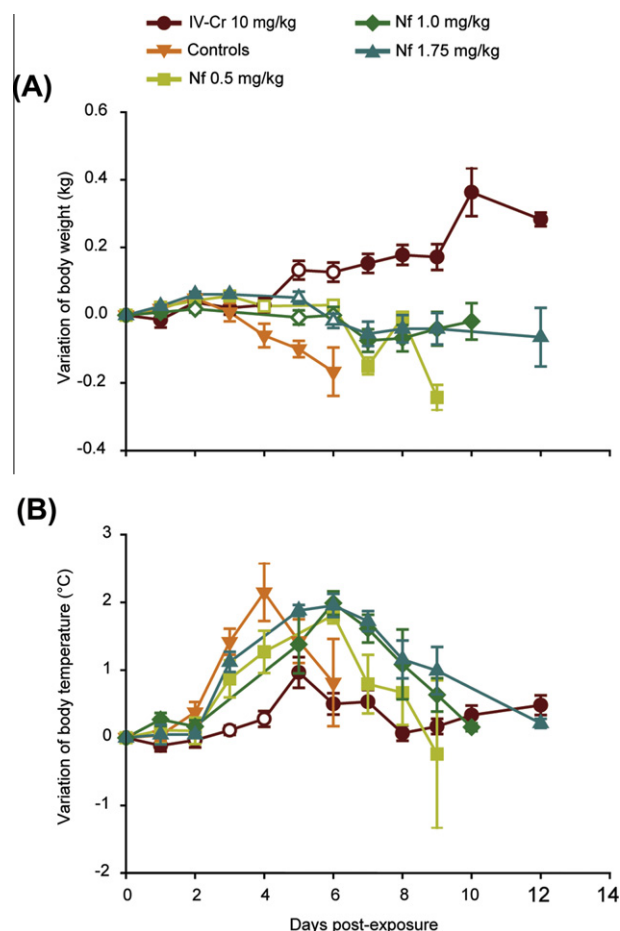 IV-Cr 10 mg/kg
Nf 1.0 mg/kg
Controls
Nf 1.75 mg/kg
Nf 0.5 mg/kg
(A)
0.6
0.4
0.2
0.0
-0.2
-0.4
Variation of body weight (kg)
(B)
3
2
1
0
-1
-2
Variation of body temperature (°C)
0 2 4 6 8 10 12 14
Days post-exposure